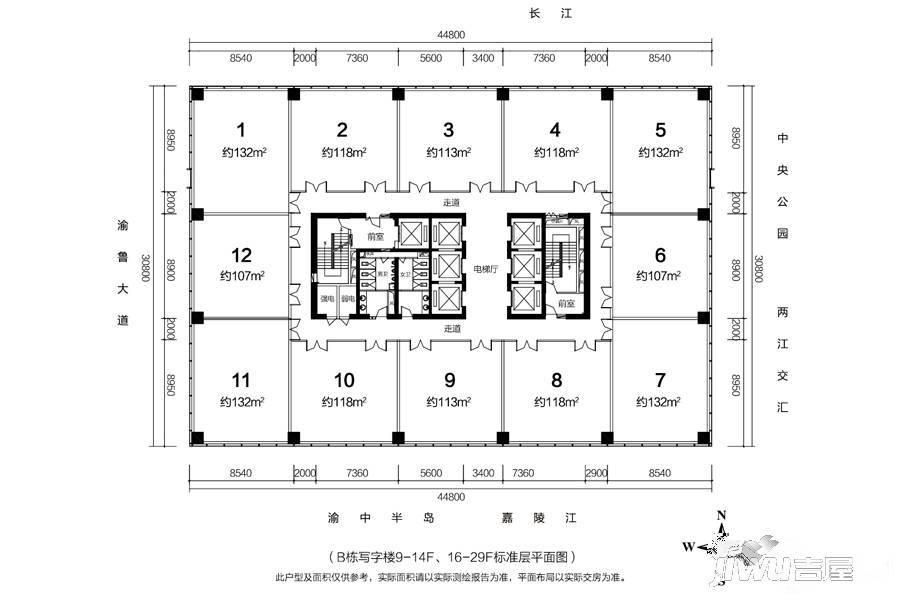 长 江
44800
8540 2000 7360 5600 3400 7360 2000 8540
1 2 3 4 5
约132m² 约118m² 约113m² 约118m² 约132m²
8950 2000 8900 2000 8950
30800
渝鲁大道
走道
前室
12
约107m²
强电 弱电
男卫 女卫
电梯厅
前室
6
约107m²
走道
8950 2000 8900 2000 8950
30800
中央公园 两江交汇
11 10 9 8 7
约132m² 约118m² 约113m² 约118m² 约132m²
8540 2000 7360 5600 3400 7360 2900 8540
44800
渝中半岛 嘉陵江
N
W
S
(B栋写字楼9-14F、16-29F标准层平面图)
此户型及面积仅供参考，实际面积请以实际测绘报告为准，平面布局以实际交房为准。
jiwu吉屋